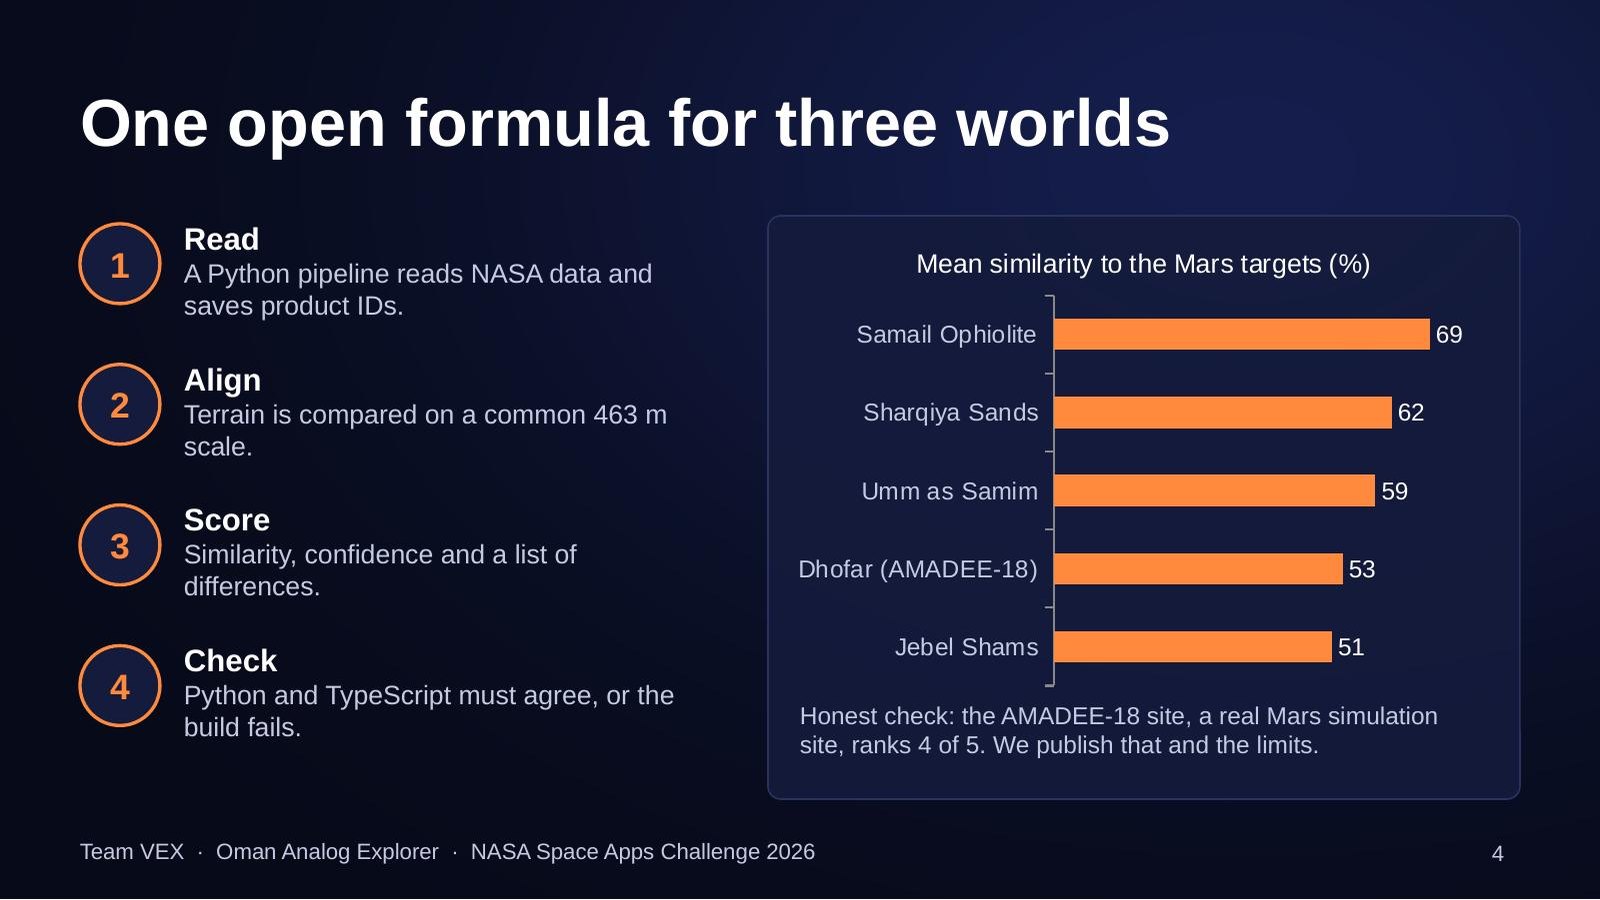 One open formula for three worlds
1
Read
A Python pipeline reads NASA data and
saves product IDs.
2
Align
Terrain is compared on a common 463 m
scale.
3
Score
Similarity, confidence and a list of
differences.
4
Check
Python and TypeScript must agree, or the
build fails.
Mean similarity to the Mars targets (%)
Samail Ophiolite 69
Sharqiya Sands 62
Umm as Samim 59
Dhofar (AMADEE-18) 53
Jebel Shams 51
Honest check: the AMADEE-18 site, a real Mars simulation
site, ranks 4 of 5. We publish that and the limits.
Team VEX · Oman Analog Explorer · NASA Space Apps Challenge 2026
4